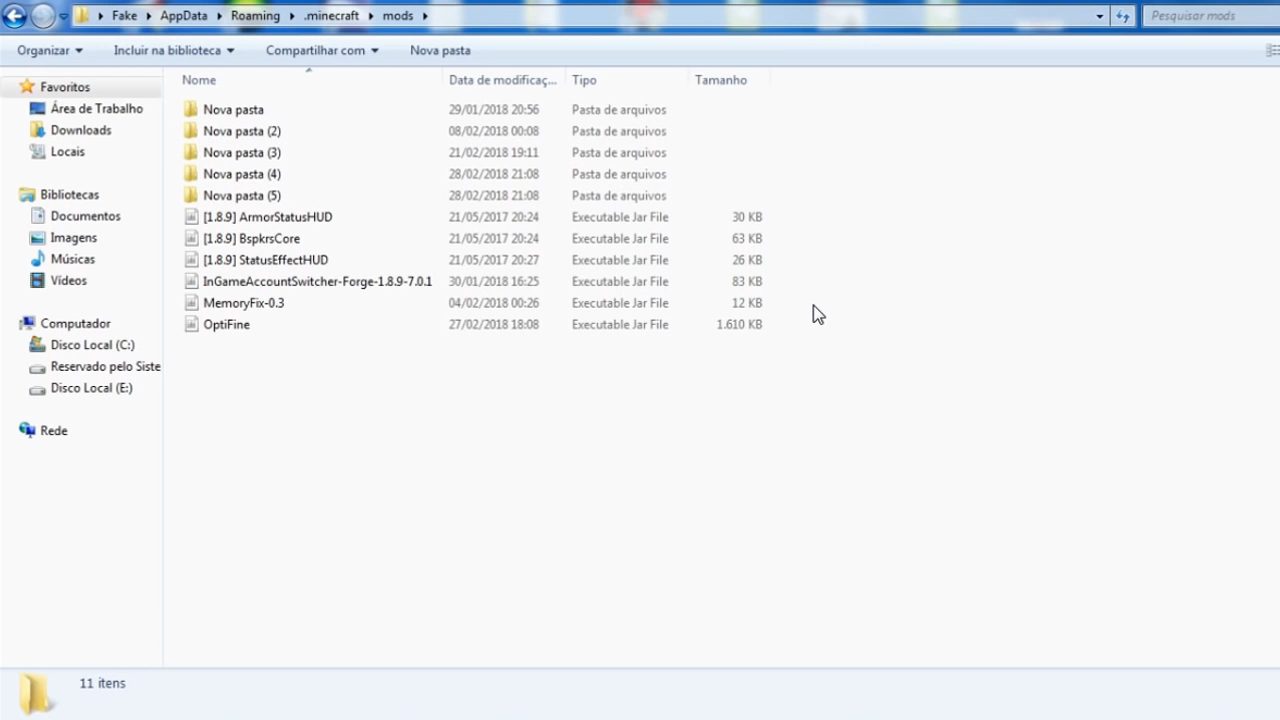 Fake AppData Roaming .minecraft mods Pesquisar mods
Organizar Incluir na biblioteca Compartilhar com Nova pasta
Nome Data de modificaç... Tipo Tamanho
Favoritos
Área de Trabalho
Downloads
Locais
Bibliotecas
Documentos
Imagens
Músicas
Vídeos
Computador
Disco Local (C:)
Reservado pelo Siste
Disco Local (E:)
Rede
Nova pasta 29/01/2018 20:56 Pasta de arquivos
Nova pasta (2) 08/02/2018 00:08 Pasta de arquivos
Nova pasta (3) 21/02/2018 19:11 Pasta de arquivos
Nova pasta (4) 28/02/2018 21:08 Pasta de arquivos
Nova pasta (5) 28/02/2018 21:08 Pasta de arquivos
[1.8.9] ArmorStatusHUD 21/05/2017 20:24 Executable Jar File 30 KB
[1.8.9] BspkrsCore 21/05/2017 20:24 Executable Jar File 63 KB
[1.8.9] StatusEffectHUD 21/05/2017 20:27 Executable Jar File 26 KB
InGameAccountSwitcher-Forge-1.8.9-7.0.1 30/01/2018 16:25 Executable Jar File 83 KB
MemoryFix-0.3 04/02/2018 00:26 Executable Jar File 12 KB
OptiFine 27/02/2018 18:08 Executable Jar File 1.610 KB
11 itens